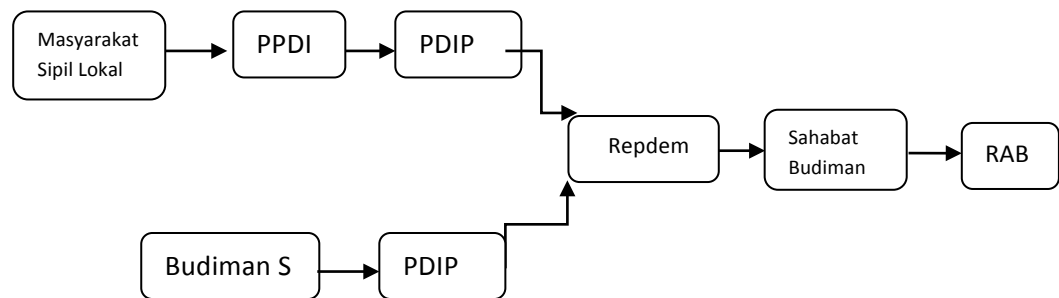 Masyarakat
Sipil Lokal
PPDI
PDIP
Repdem
Sahabat
Budiman
RAB
Budiman S
PDIP